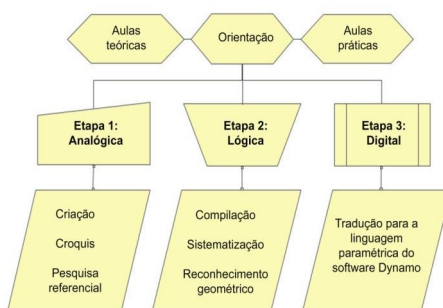 Aulas
teóricas
Orientação
Aulas
práticas
Etapa 1:
Analógica
Etapa 2:
Lógica
Etapa 3:
Digital
Criação
Croquis
Pesquisa
referencial
Compilação
Sistematização
Reconhecimento
geométrico
Tradução para a
linguagem
paramétrica do
software Dynamo